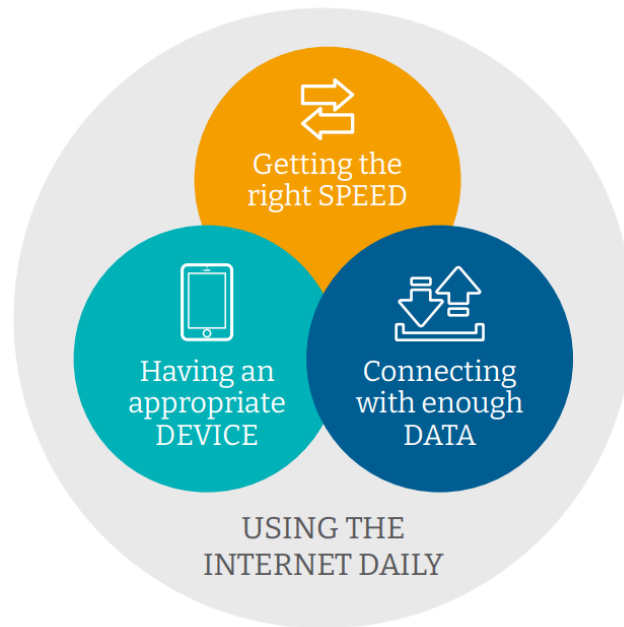 Getting the
right SPEED
Having an
appropriate
DEVICE
Connecting
with enough
DATA
USING THE
INTERNET DAILY